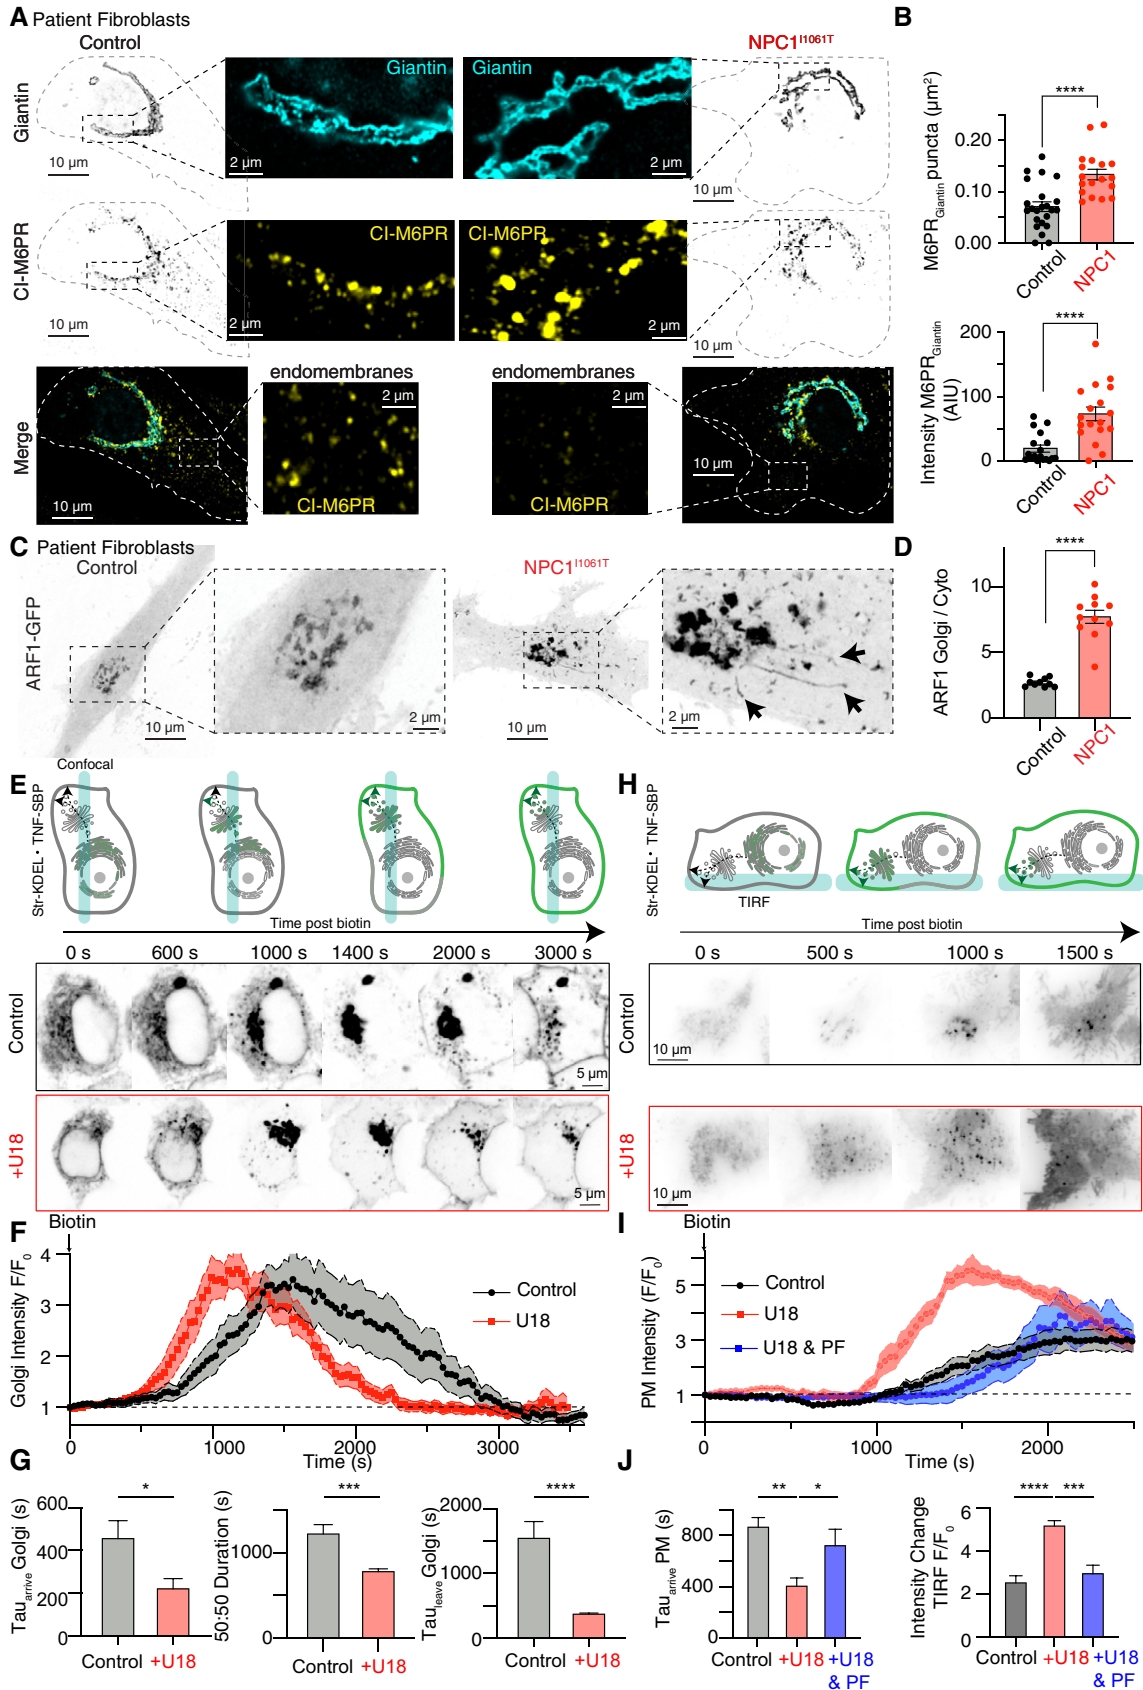 A Patient Fibroblasts
Control
NPC1I1061T
Giantin
Giantin
Giantin
10 µm
2 µm
2 µm
10 µm
CI-M6PR
CI-M6PR
CI-M6PR
10 µm
2 µm
2 µm
10 µm
endomembranes
endomembranes
Merge
2 µm
2 µm
10 µm
10 µm
CI-M6PR
CI-M6PR
B
M6PRGiantin puncta (µm2)
****
0.20
0.10
0.00
Control
NPC1
Intensity M6PRGiantin
(AIU)
****
200
100
0
Control
NPC1
C Patient Fibroblasts
Control
NPC1I1061T
ARF1-GFP
10 µm
2 µm
10 µm
2 µm
D
ARF1 Golgi / Cyto
****
10
5
0
Control
NPC1
E
Confocal
Str-KDEL • TNF-SBP
Time post biotin
0 s 600 s 1000 s 1400 s 2000 s 3000 s
Control
5 µm
+U18
5 µm
H
Str-KDEL • TNF-SBP
TIRF
Time post biotin
0 s 500 s 1000 s 1500 s
Control
10 µm
+U18
10 µm
F
Biotin
Golgi Intensity F/F0
4
3
2
1
Control
U18
0 1000 2000 3000
Time (s)
I
Biotin
PM Intensity (F/F0)
5
3
1
Control
U18
U18 & PF
0 1000 2000
Time (s)
G
Tauarrive Golgi (s)
*
600
400
200
0
Control +U18
50:50 Duration (s)
***
1000
0
Control +U18
Tauleave Golgi (s)
****
2000
1000
0
Control +U18
J
Tauarrive PM (s)
** *
800
400
0
Control +U18 +U18
& PF
Intensity Change
TIRF F/F0
**** ***
6
4
2
0
Control +U18 +U18
& PF